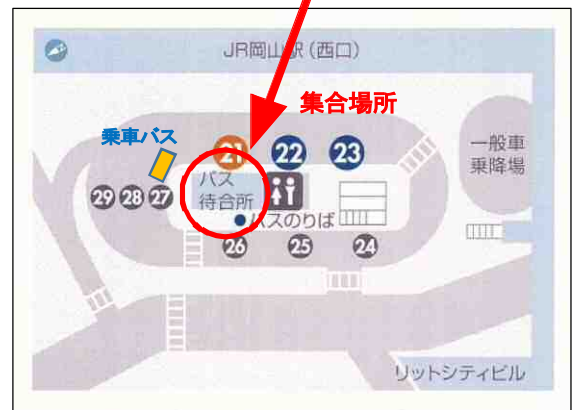 JR岡山駅(西口)
集合場所
乗車バス
21
22
23
一般車
乗降場
バス
待合所
29 28 27
バスのりば
26
25
24
リットシティビル